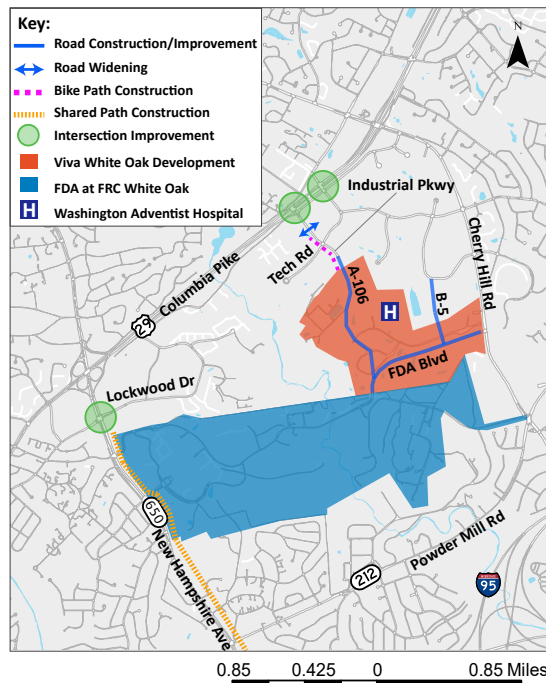 Key:
Road Construction/Improvement
Road Widening
Bike Path Construction
Shared Path Construction
Intersection Improvement
Viva White Oak Development
FDA at FRC White Oak
H Washington Adventist Hospital
N
Industrial Pkwy
Tech Rd
Cherry Hill Rd
Columbia Pike
29
A-106
H
B-5
FDA Blvd
Lockwood Dr
650
New Hampshire Ave
Powder Mill Rd
212
95
0.85 0.425 0 0.85 Miles